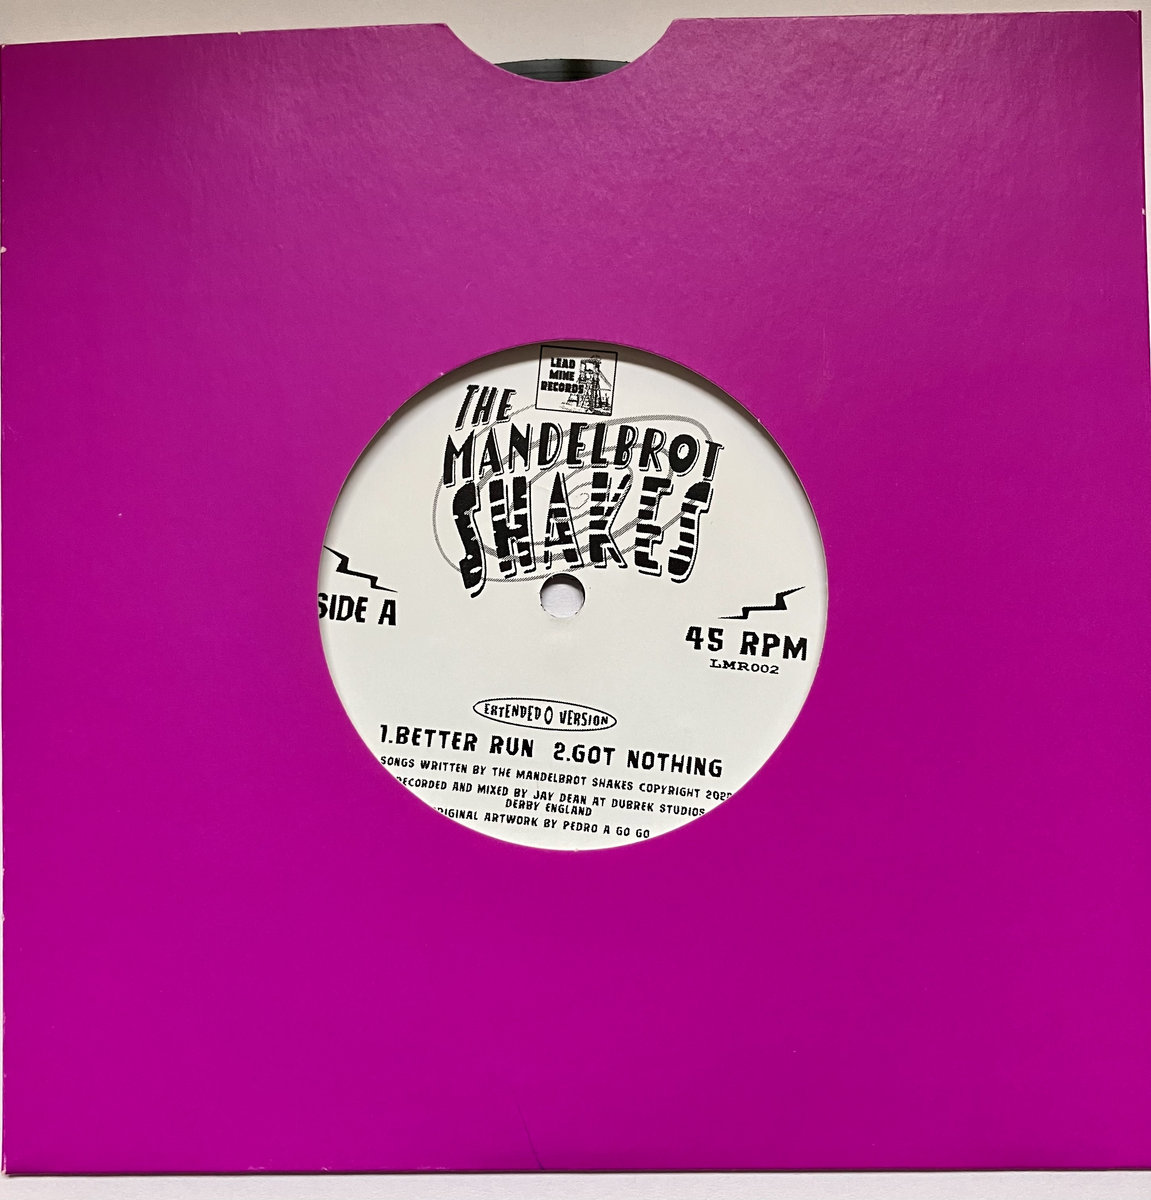 LEAD
MINE
RECORDS
THE
MANDELBROT
SHAKES
SIDE A
45 RPM
LMR002
EXTENDED VERSION
1.BETTER RUN 2.GOT NOTHING
SONGS WRITTEN BY THE MANDELBROT SHAKES COPYRIGHT
RECORDED AND MIXED BY JAY DEAN AT DUBREK STUDIOS
DERBY ENGLAND
ORIGINAL ARTWORK BY PEDRO A GO GO